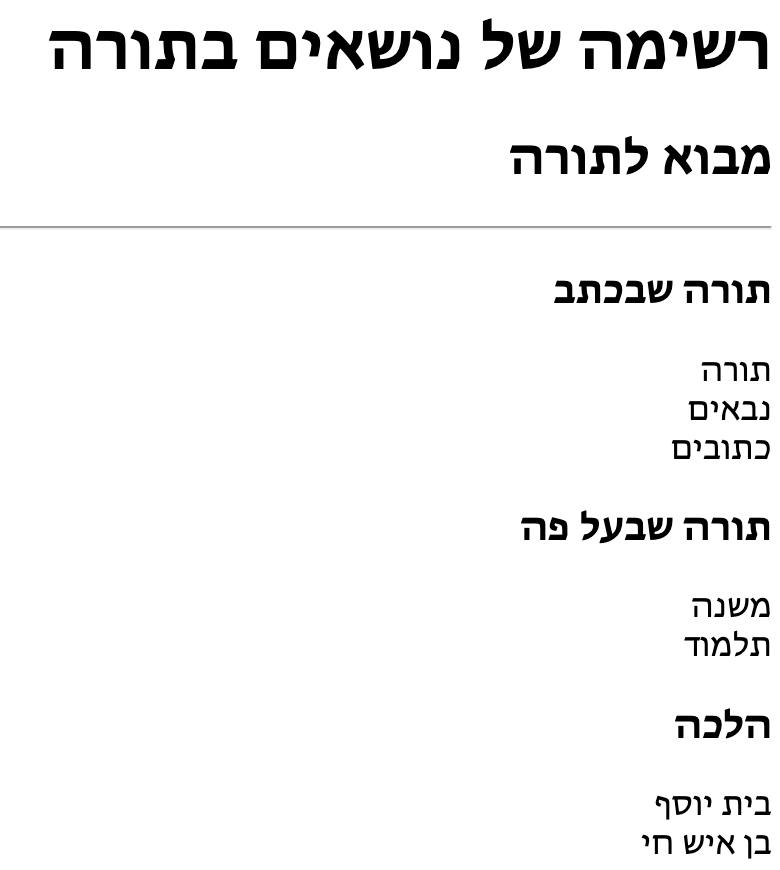 רשימה של נושאים בתורה
מבוא לתורה
תורה שבכתב
תורה
נבאים
כתובים
תורה שבעל פה
משנה
תלמוד
הלכה
בית יוסף
בן איש חי